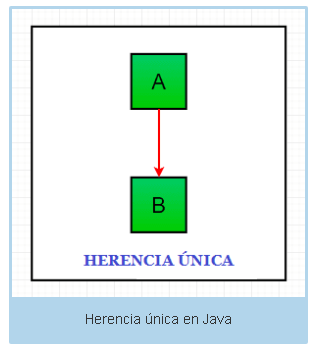 A
B
HERENCIA ÚNICA
Herencia única en Java